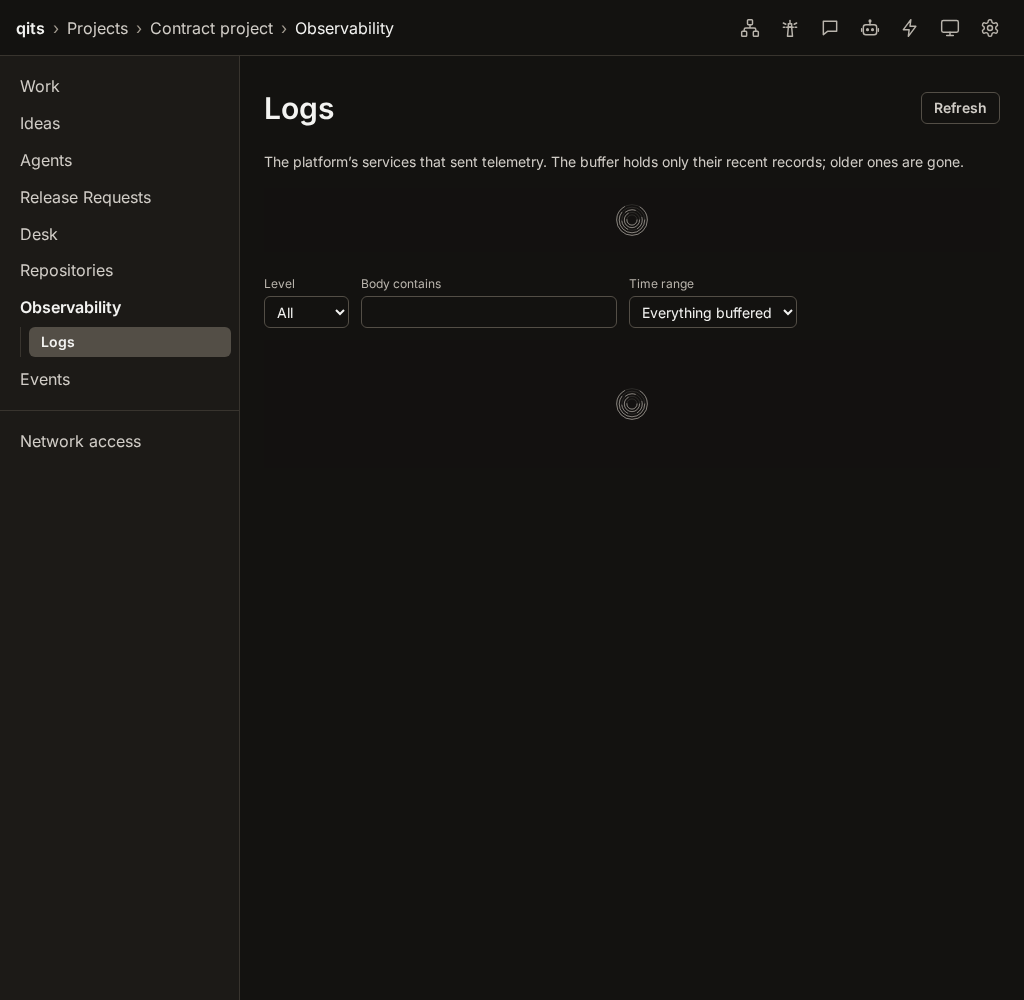 qits › Projects › Contract project › Observability
Work
Ideas
Agents
Release Requests
Desk
Repositories
Observability
Logs
Events
Network access
Logs
Refresh
The platform’s services that sent telemetry. The buffer holds only their recent records; older ones are gone.
Level
Body contains
Time range
All
Everything buffered